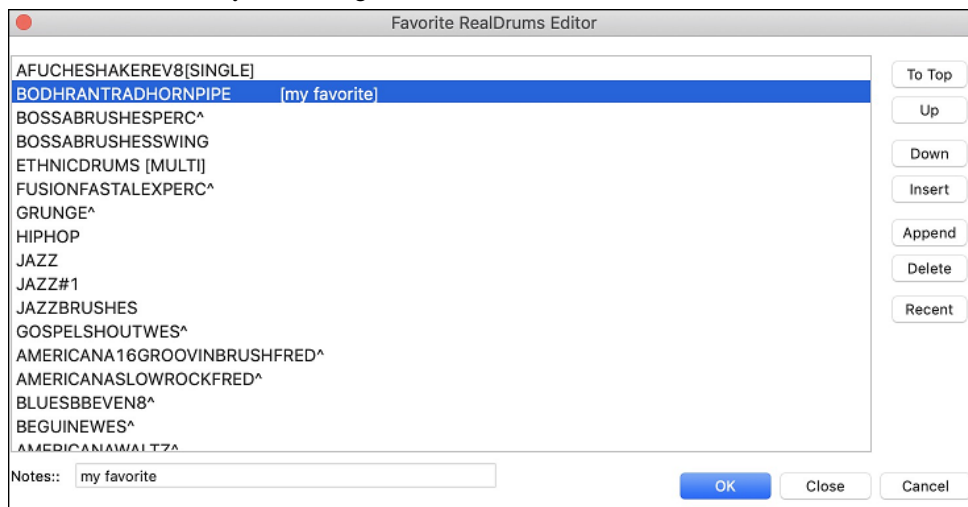 Favorite RealDrums Editor
AFUCHESHAKEREV8[SINGLE]
BODHRANTRADHORNPIPE [my favorite]
BOSSABRUSHESPERC^
BOSSABRUSHESSWING
ETHNICDRUMS [MULTI]
FUSIONFASTALEXPERC^
GRUNGE^
HIPHOP
JAZZ
JAZZ#1
JAZZBRUSHES
GOSPELSHOUTWES^
AMERICANA16GROOVINBRUSHFRED^
AMERICANASLOWROCKFRED^
BLUESBBEVEN8^
BEGUINEWES^
AMERICANAWALTZ^
To Top
Up
Down
Insert
Append
Delete
Recent
Notes:: my favorite
OK Close Cancel